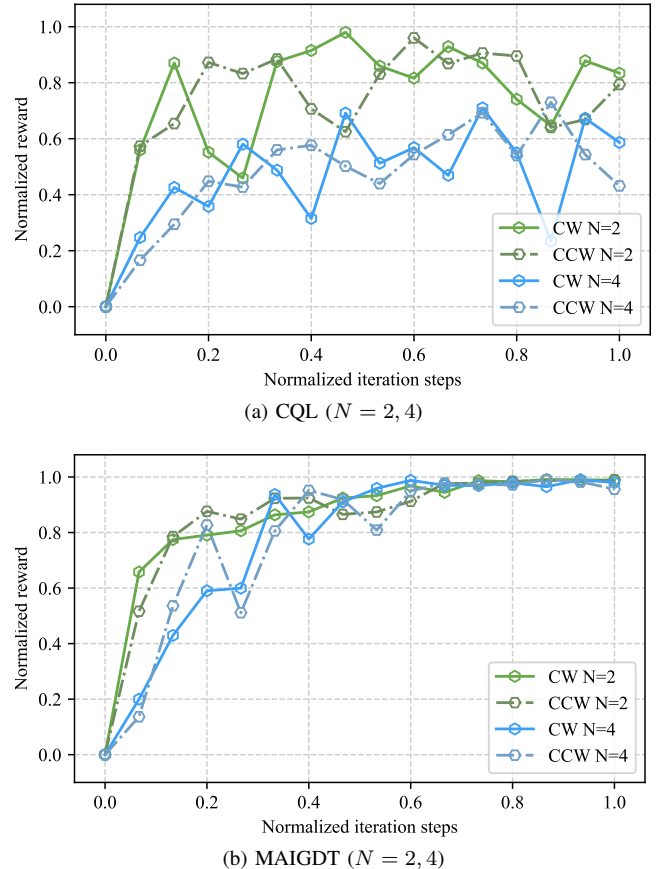 1.0
0.8
0.6
0.4
0.2
0.0
Normalized reward
CW N=2
CCW N=2
CW N=4
CCW N=4
0.0 0.2 0.4 0.6 0.8 1.0
Normalized iteration steps
(a) CQL (N = 2, 4)
1.0
0.8
0.6
0.4
0.2
0.0
Normalized reward
CW N=2
CCW N=2
CW N=4
CCW N=4
0.0 0.2 0.4 0.6 0.8 1.0
Normalized iteration steps
(b) MAIGDT (N = 2, 4)